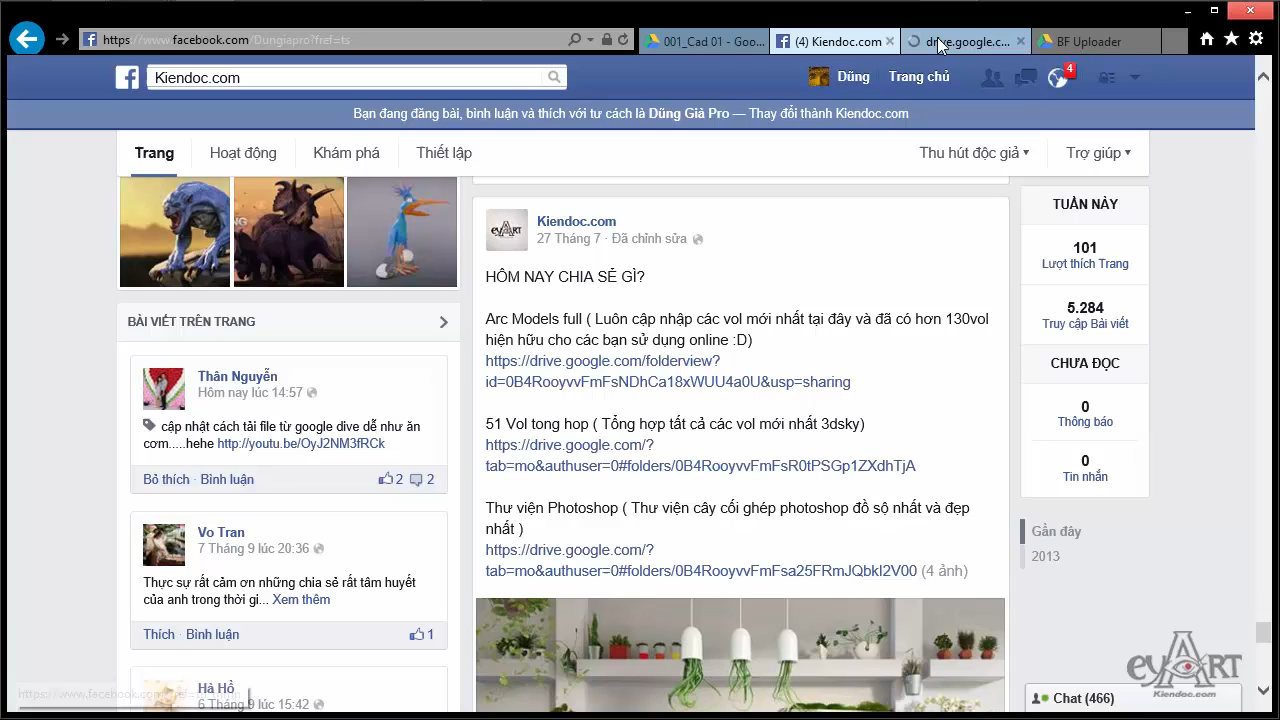 https://www.facebook.com/Dungiapro?fref=ts
001_Cad 01 - Goo...
(4) Kiendoc.com
drive.google.c...
BF Uploader
Kiendoc.com
Dũng
Trang chủ
4
Bạn đang đăng bài, bình luận và thích với tư cách là Dũng Già Pro — Thay đổi thành Kiendoc.com
Trang
Hoạt động
Khám phá
Thiết lập
Thu hút độc giả
Trợ giúp
BÀI VIẾT TRÊN TRANG
Thân Nguyễn
Hôm nay lúc 14:57
cập nhật cách tải file từ google dive dễ như ăn
cơm.....hehe http://youtu.be/OyJ2NM3fRCk
Bỏ thích · Bình luận
2
2
Vo Tran
7 Tháng 9 lúc 20:36
Thực sự rất cảm ơn những chia sẻ rất tâm huyết
của anh trong thời gi... Xem thêm
Thích · Bình luận
1
Hà Hồ
6 Tháng 9 lúc 15:42
Kiendoc.com
27 Tháng 7 · Đã chỉnh sửa
HÔM NAY CHIA SẺ GÌ?
Arc Models full ( Luôn cập nhập các vol mới nhất tại đây và đã có hơn 130vol
hiện hữu cho các bạn sử dụng online :D)
https://drive.google.com/folderview?
id=0B4RooyvvFmFsNDhCa18xWUU4a0U&usp=sharing
51 Vol tong hop ( Tổng hợp tất cả các vol mới nhất 3dsky)
https://drive.google.com/?
tab=mo&authuser=0#folders/0B4RooyvvFmFsR0tPSGp1ZXdhTjA
Thư viện Photoshop ( Thư viện cây cối ghép photoshop đồ sộ nhất và đẹp
nhất )
https://drive.google.com/?
tab=mo&authuser=0#folders/0B4RooyvvFmFsa25FRmJQbkI2V00 (4 ảnh)
TUẦN NÀY
101
Lượt thích Trang
5.284
Truy cập Bài viết
CHƯA ĐỌC
0
Thông báo
0
Tin nhắn
Gần đây
2013
evART
Kiendoc.com
Chat (466)